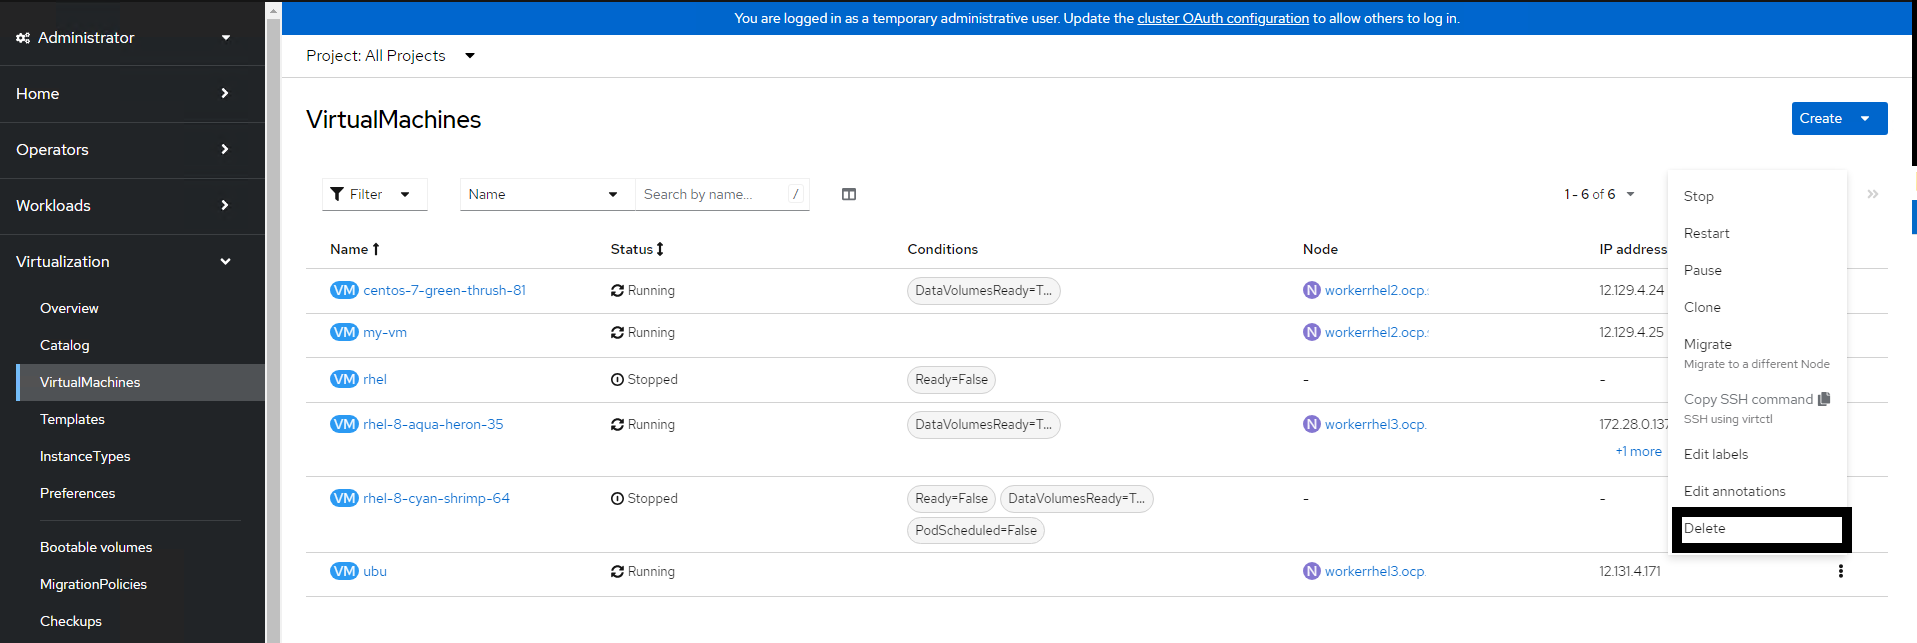 You are logged in as a temporary administrative user. Update the cluster OAuth configuration to allow others to log in.
Administrator
Home
Operators
Workloads
Virtualization
Overview
Catalog
VirtualMachines
Templates
InstanceTypes
Preferences
Bootable volumes
MigrationPolicies
Checkups
Project: All Projects
VirtualMachines
Create
Filter
Name
Search by name...
/
1 - 6 of 6
Name Status Conditions Node IP address
VM centos-7-green-thrush-81 Running DataVolumesReady=T... N workerrhel2.ocp. 12.129.4.24
VM my-vm Running N workerrhel2.ocp. 12.129.4.25
VM rhel Stopped Ready=False - -
VM rhel-8-aqua-heron-35 Running DataVolumesReady=T... N workerrhel3.ocp. 172.28.0.137
+1 more
VM rhel-8-cyan-shrimp-64 Stopped Ready=False DataVolumesReady=T... - -
PodScheduled=False
VM ubu Running N workerrhel3.ocp. 12.131.4.171
Stop
Restart
Pause
Clone
Migrate
Migrate to a different Node
Copy SSH command
SSH using virtctl
Edit labels
Edit annotations
Delete